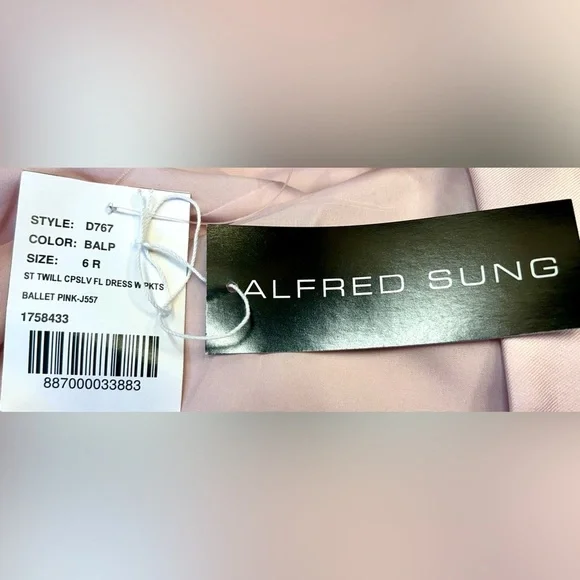 STYLE: D767
COLOR: BALP
SIZE: 6 R
ST TWILL CPSLV FL DRESS W PKTS
BALLET PINK-J557
1758433
887000033883
ALFRED SUNG